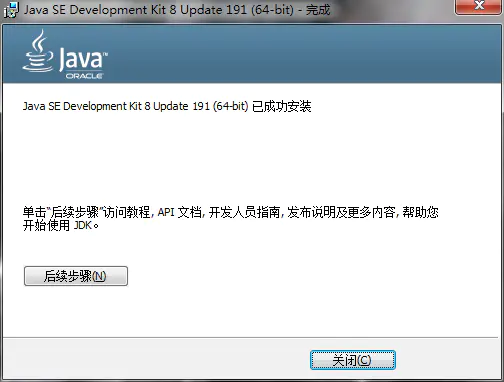 Java SE Development Kit 8 Update 191 (64-bit) - 完成
Java™
ORACLE
Java SE Development Kit 8 Update 191 (64-bit) 已成功安装
单击“后续步骤”访问教程, API 文档, 开发人员指南, 发布说明及更多内容, 帮助您
开始使用 JDK。
后续步骤(N)
关闭(C)